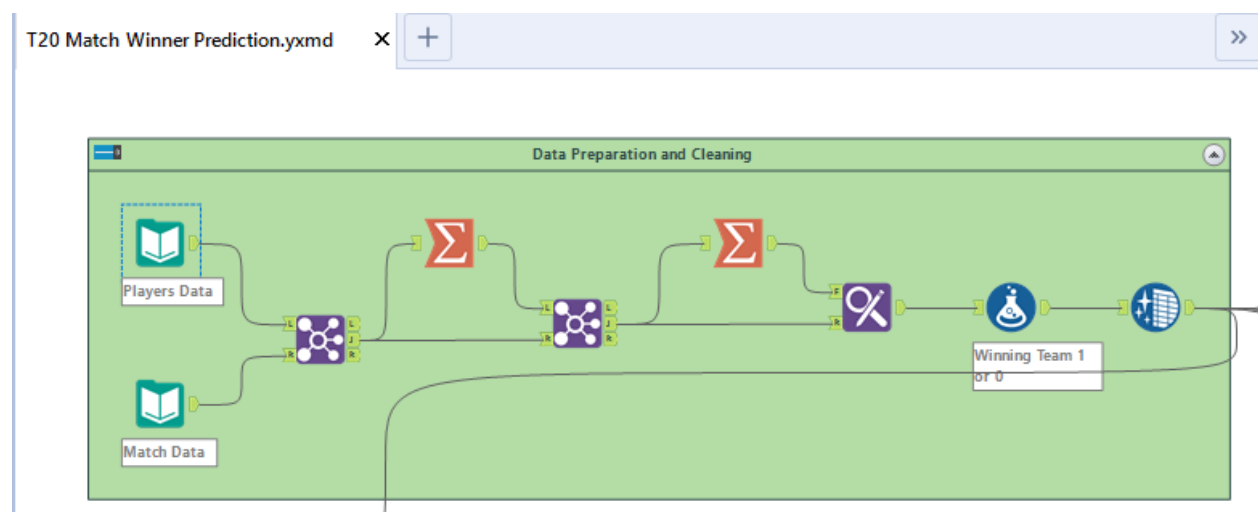 T20 Match Winner Prediction.yxmd
Data Preparation and Cleaning
Players Data
L
R
L
J
R
L
R
L
J
R
F
R
Winning Team 1
or 0
Match Data